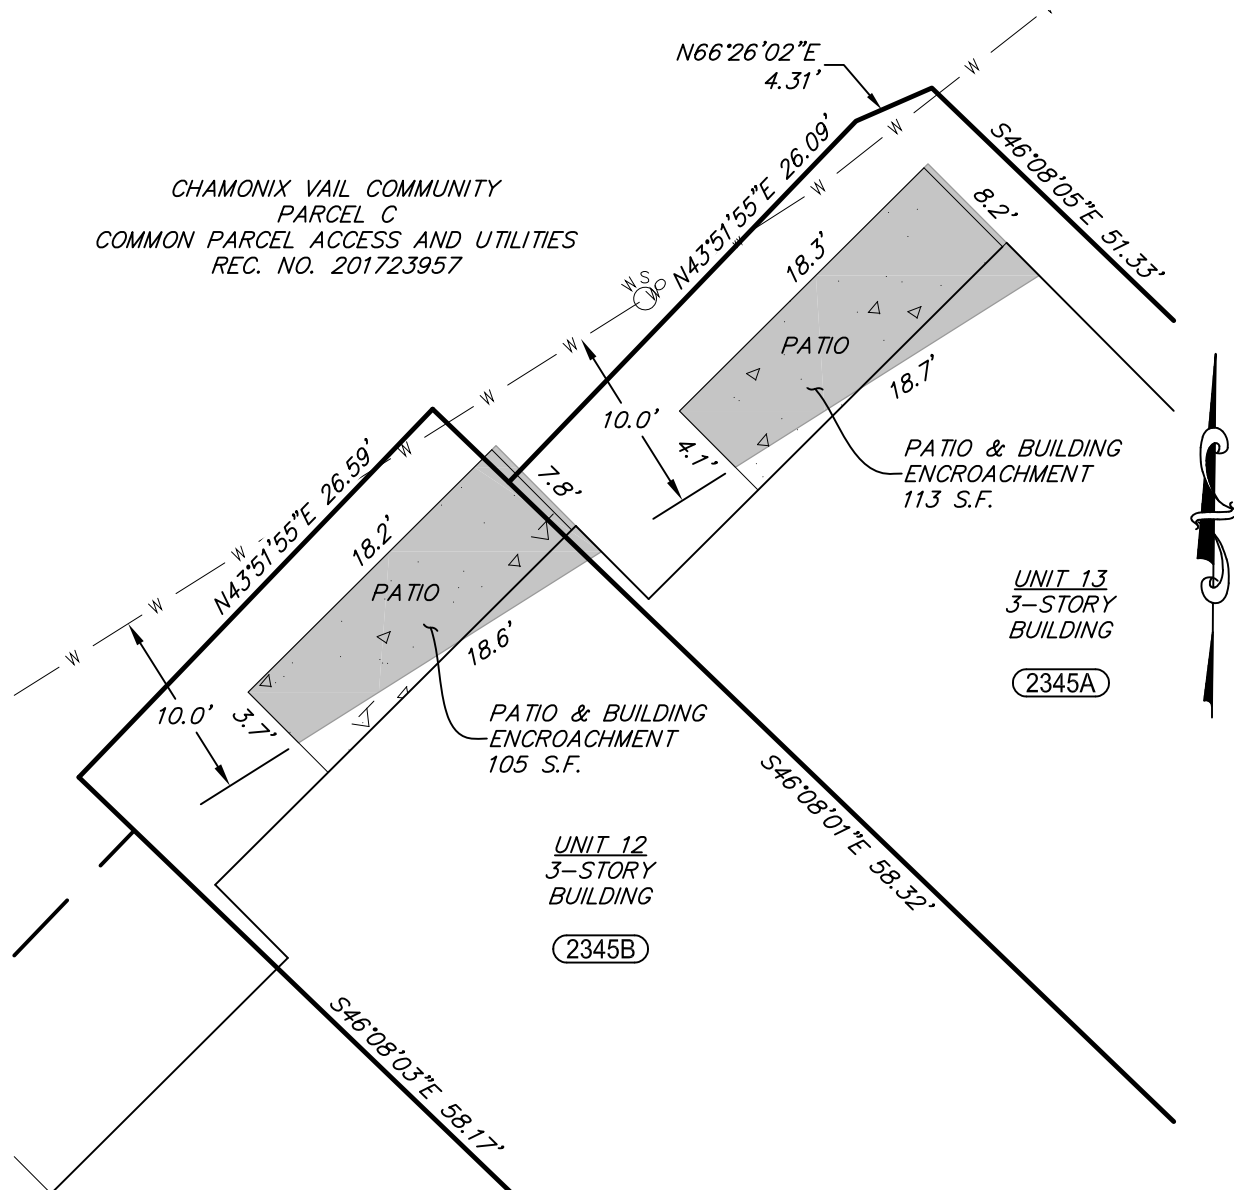 N66°26'02"E
4.31'
W
W
W
W
W
N43°51'55"E 26.09'
S46°08'05"E 51.33'
CHAMONIX VAIL COMMUNITY
PARCEL C
COMMON PARCEL ACCESS AND UTILITIES
REC. NO. 201723957
8.2'
18.3'
W S O
W
PATIO
18.7'
10.0'
4.1'
PATIO & BUILDING
ENCROACHMENT
113 S.F.
W
W
W
N43°51'55"E 26.59'
7.8'
18.2'
PATIO
18.6'
W
W
W
10.0'
3.7'
PATIO & BUILDING
ENCROACHMENT
105 S.F.
UNIT 13
3-STORY
BUILDING
2345A
S46°08'01"E 58.32'
UNIT 12
3-STORY
BUILDING
2345B
S46°08'03"E 58.17'